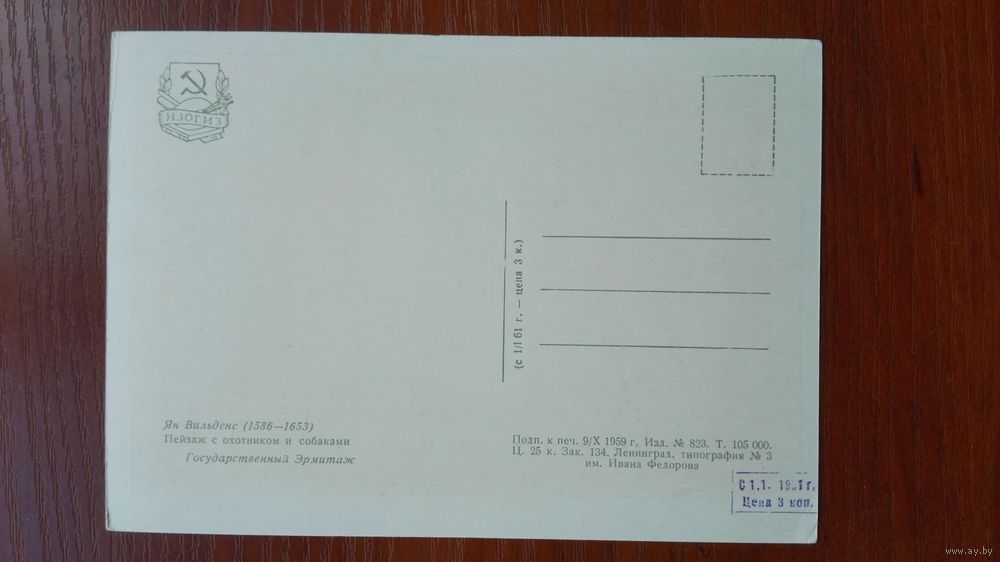 ИЗОГИЗ
(с 1/I 61 г. — цена 3 к.)
Ян Вильденс (1586—1653)
Пейзаж с охотником и собаками
Государственный Эрмитаж
Подп. к печ. 9/X 1959 г. Изд. № 823. Т. 105 000.
Ц. 25 к. Зак. 134. Ленинград, типография № 3
им. Ивана Федорова
С 1.1. 1961 г.
Цена 3 коп.
www.ay.by